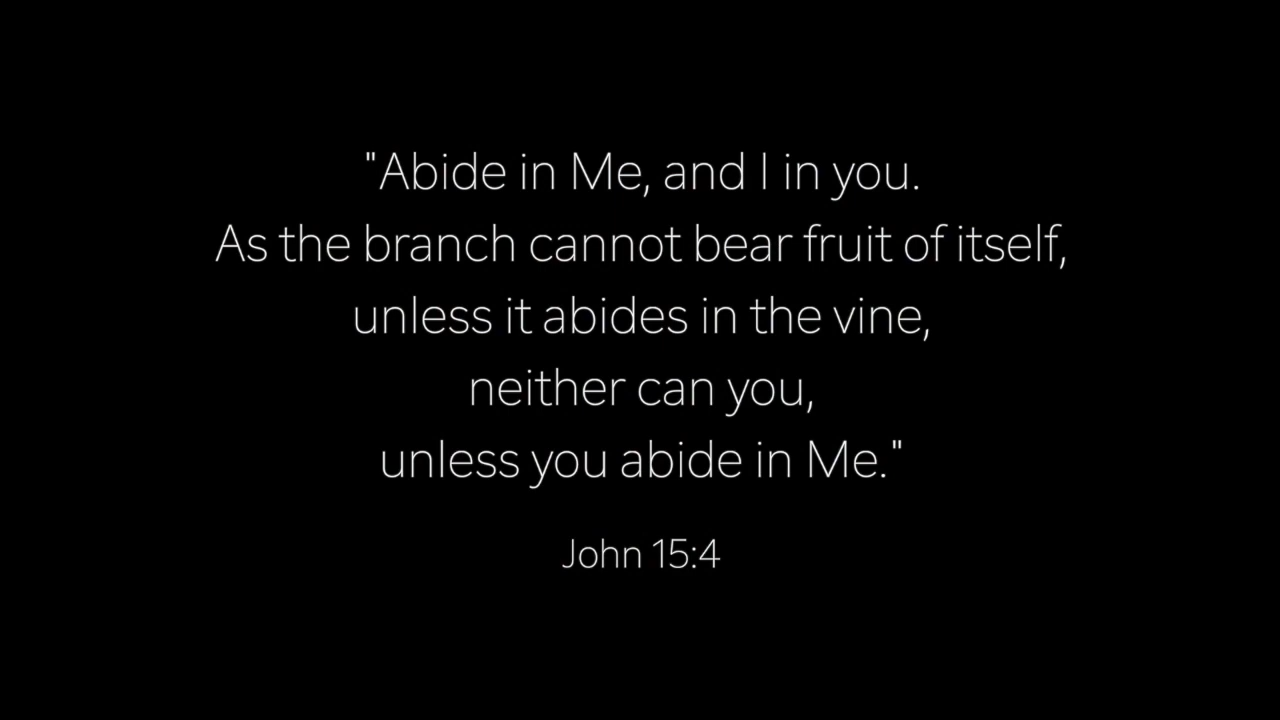 "Abide in Me, and I in you.
As the branch cannot bear fruit of itself,
unless it abides in the vine,
neither can you,
unless you abide in Me."
John 15:4